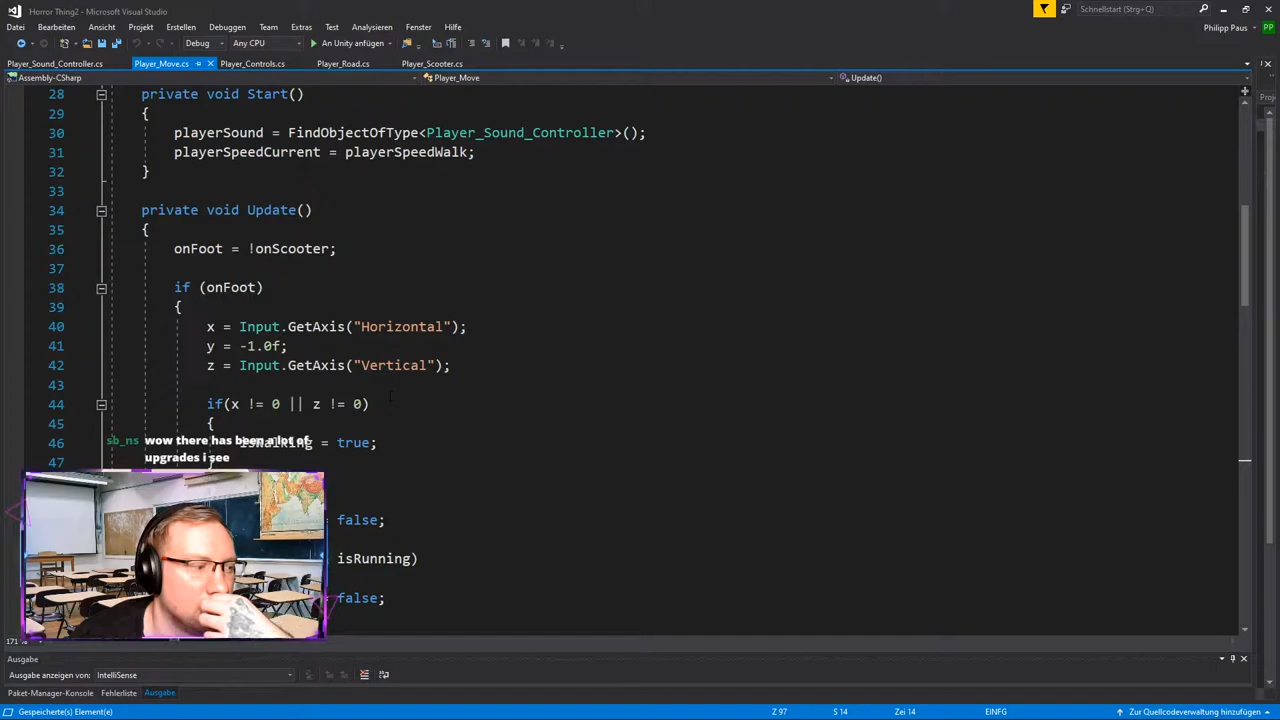 Horror Thing2 - Microsoft Visual Studio
Schnellstart (Strg+Q)
Datei Bearbeiten Ansicht Projekt Erstellen Debuggen Team Extras Test Analysieren Fenster Hilfe
Philipp Paus PP
Debug Any CPU An Unity anfügen
Player_Sound_Controller.cs Player_Move.cs Player_Controls.cs Player_Road.cs Player_Scooter.cs
Assembly-CSharp Player_Move Update()
Proj
28 private void Start()
29 {
30 playerSound = FindObjectOfType<Player_Sound_Controller>();
31 playerSpeedCurrent = playerSpeedWalk;
32 }
33
34 private void Update()
35 {
36 onFoot = !onScooter;
37
38 if (onFoot)
39 {
40 x = Input.GetAxis("Horizontal");
41 y = -1.0f;
42 z = Input.GetAxis("Vertical");
43
44 if(x != 0 || z != 0)
45 {
46 isWalking = true;
47 }
sb_ns wow there has been a lot of
upgrades i see
= false;
isRunning)
= false;
171 %
Ausgabe
Ausgabe anzeigen von: IntelliSense
Paket-Manager-Konsole Fehlerliste Ausgabe
Gespeicherte(s) Element(e) Z 97 S 14 Zei 14 EINFG Zur Quellcodeverwaltung hinzufügen